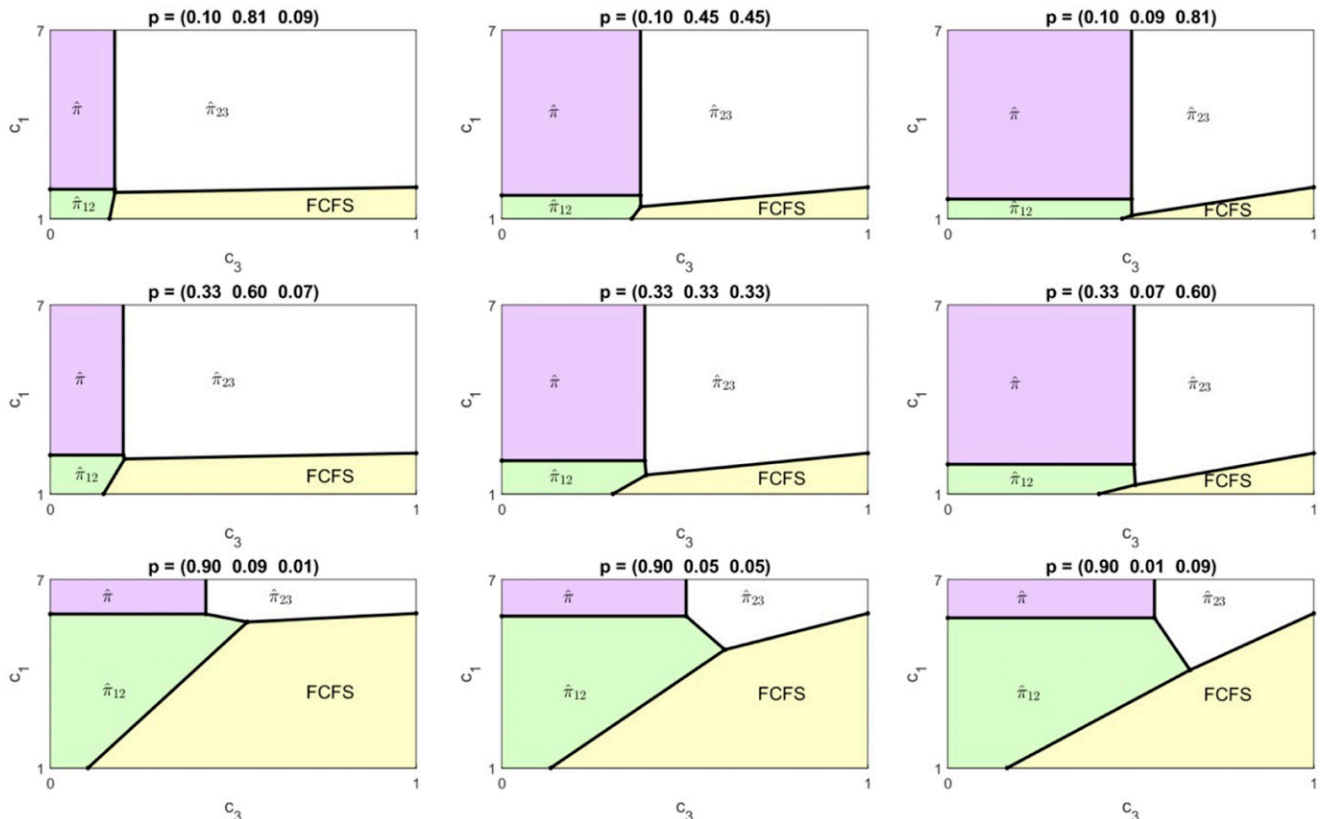 p = (0.10 0.81 0.09)
7
c₁
π̂
π̂₂₃
π̂₁₂
FCFS
1
0
1
c₃
p = (0.10 0.45 0.45)
7
c₁
π̂
π̂₂₃
π̂₁₂
FCFS
1
0
1
c₃
p = (0.10 0.09 0.81)
7
c₁
π̂
π̂₂₃
π̂₁₂
FCFS
1
0
1
c₃
p = (0.33 0.60 0.07)
7
c₁
π̂
π̂₂₃
π̂₁₂
FCFS
1
0
1
c₃
p = (0.33 0.33 0.33)
7
c₁
π̂
π̂₂₃
π̂₁₂
FCFS
1
0
1
c₃
p = (0.33 0.07 0.60)
7
c₁
π̂
π̂₂₃
π̂₁₂
FCFS
1
0
1
c₃
p = (0.90 0.09 0.01)
7
c₁
π̂
π̂₂₃
π̂₁₂
FCFS
1
0
1
c₃
p = (0.90 0.05 0.05)
7
c₁
π̂
π̂₂₃
π̂₁₂
FCFS
1
0
1
c₃
p = (0.90 0.01 0.09)
7
c₁
π̂
π̂₂₃
π̂₁₂
FCFS
1
0
1
c₃